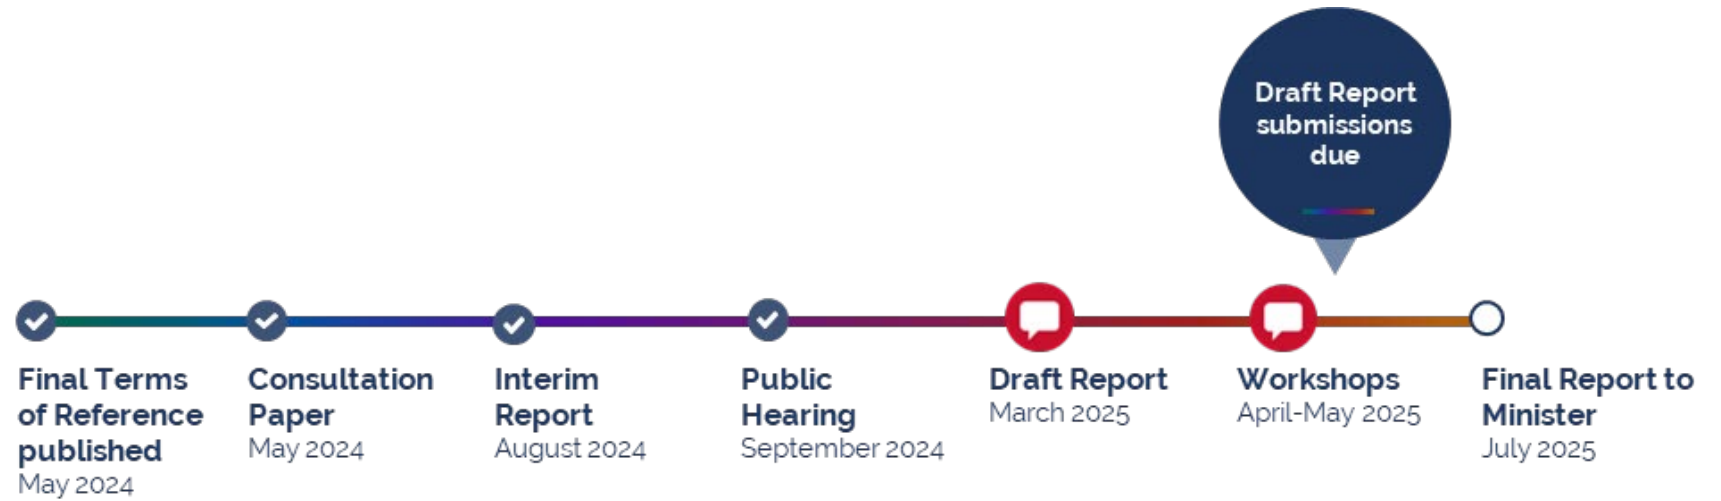 Draft Report
submissions
due
Final Terms
of Reference
published
May 2024
Consultation
Paper
May 2024
Interim
Report
August 2024
Public
Hearing
September 2024
Draft Report
March 2025
Workshops
April-May 2025
Final Report to
Minister
July 2025